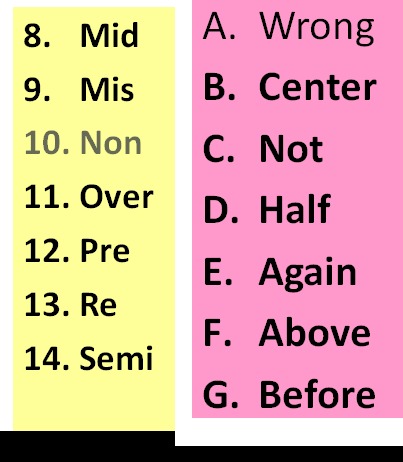 8. Mid
9. Mis
10. Non
11. Over
12. Pre
13. Re
14. Semi
A. Wrong
B. Center
C. Not
D. Half
E. Again
F. Above
G. Before